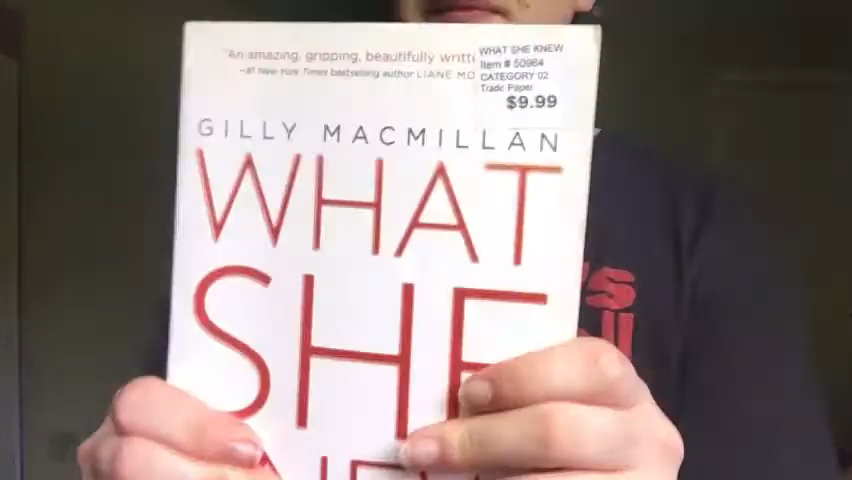 "An amazing, gripping, beautifully writt
—#1 New York Times bestselling author LIANE MO
WHAT SHE KNEW
Item # 50984
CATEGORY 02
Trade Paper
$9.99
GILLY MACMILLAN
WHAT
SHE